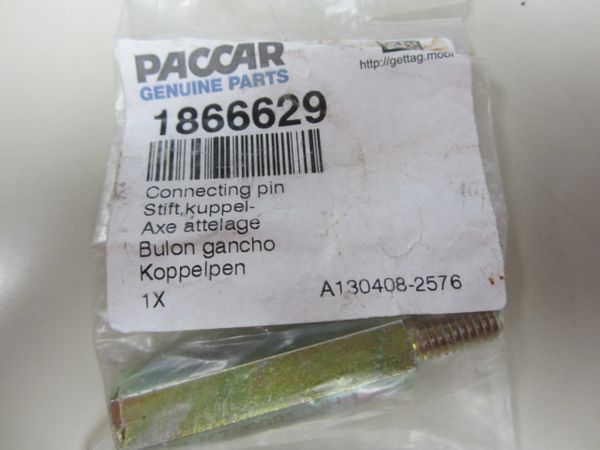 PACCAR
GENUINE PARTS
http://gettag.mobi
1866629
Connecting pin
Stift,kuppel-
Axe attelage
Bulon gancho
Koppelpen
1X
A130408-2576